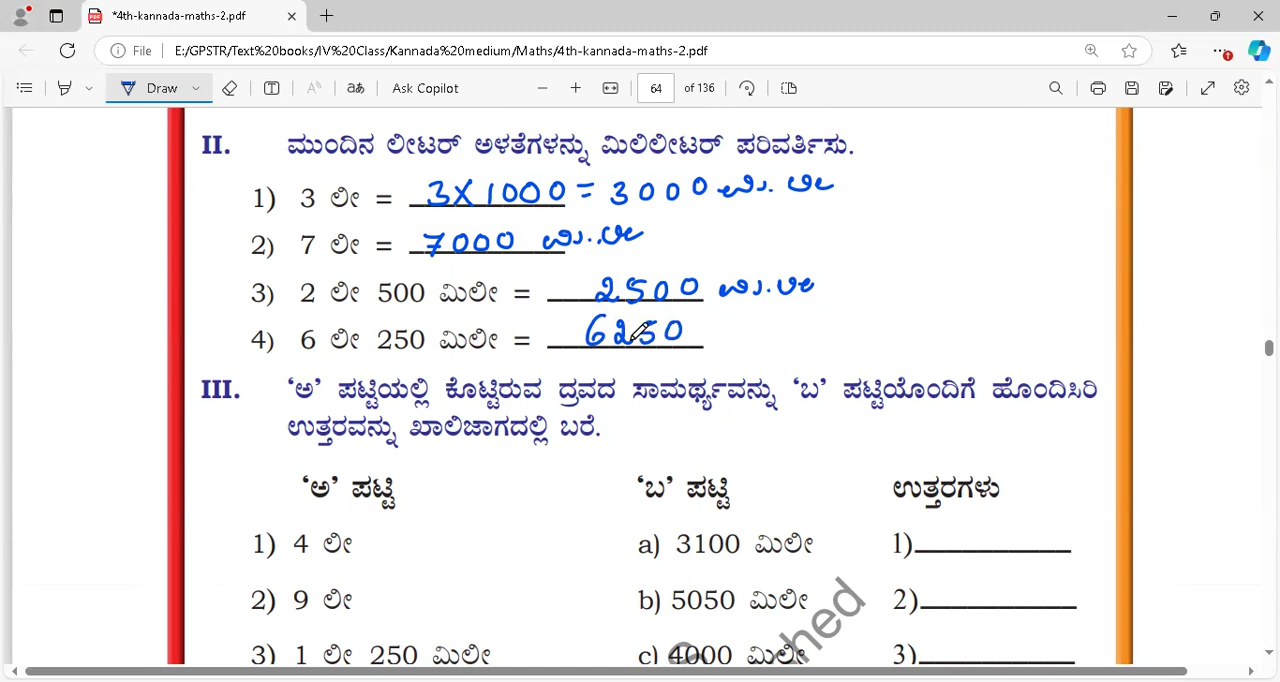 *4th-kannada-maths-2.pdf
File E:/GPSTR/Text%20books/IV%20Class/Kannada%20medium/Maths/4th-kannada-maths-2.pdf
Draw Ask Copilot 64 of 136
II. ಮುಂದಿನ ಲೀಟರ್ ಅಳತೆಗಳನ್ನು ಮಿಲಿಲೀಟರ್ ಪರಿವರ್ತಿಸು.
1) 3 ಲೀ = 3×1000 = 3000 ಮಿ.ಲೀ
2) 7 ಲೀ = 7000 ಮಿ.ಲೀ
3) 2 ಲೀ 500 ಮಿಲೀ = 2500 ಮಿ.ಲೀ
4) 6 ಲೀ 250 ಮಿಲೀ = 6250
III. 'ಅ' ಪಟ್ಟಿಯಲ್ಲಿ ಕೊಟ್ಟಿರುವ ದ್ರವದ ಸಾಮರ್ಥ್ಯವನ್ನು 'ಬ' ಪಟ್ಟಿಯೊಂದಿಗೆ ಹೊಂದಿಸಿರಿ
ಉತ್ತರವನ್ನು ಖಾಲಿಜಾಗದಲ್ಲಿ ಬರೆ.
'ಅ' ಪಟ್ಟಿ 'ಬ' ಪಟ್ಟಿ ಉತ್ತರಗಳು
1) 4 ಲೀ a) 3100 ಮಿಲೀ 1)
2) 9 ಲೀ b) 5050 ಮಿಲೀ 2)
3) 1 ಲೀ 250 ಮಿಲೀ c) 4000 ಮಿಲೀ 3)